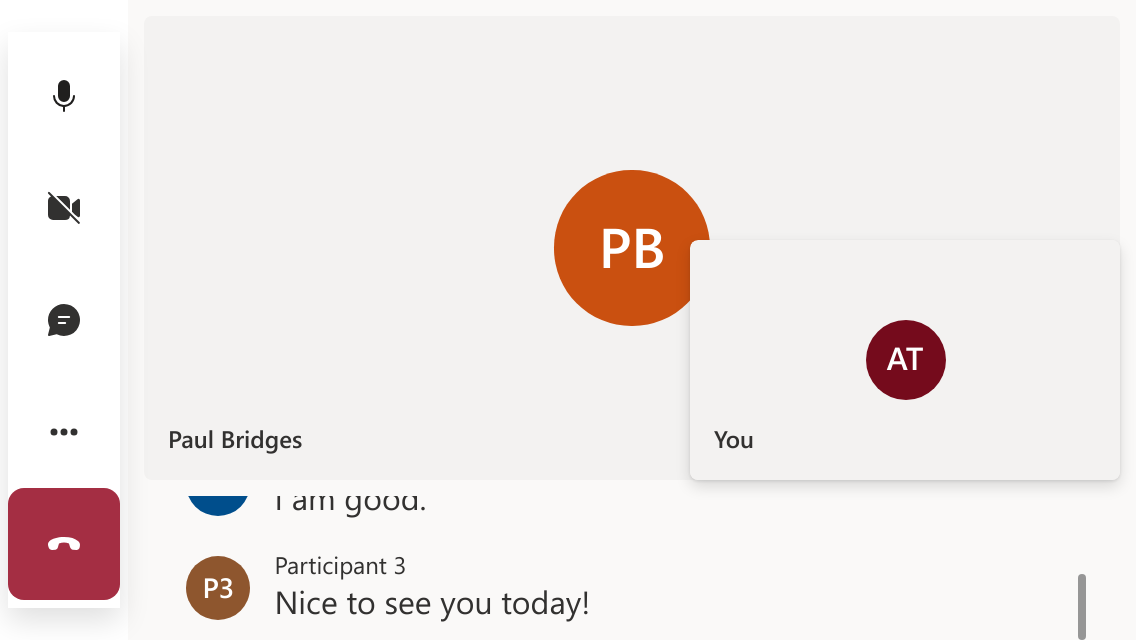 PB
Paul Bridges
AT
You
I am good.
P3
Participant 3
Nice to see you today!